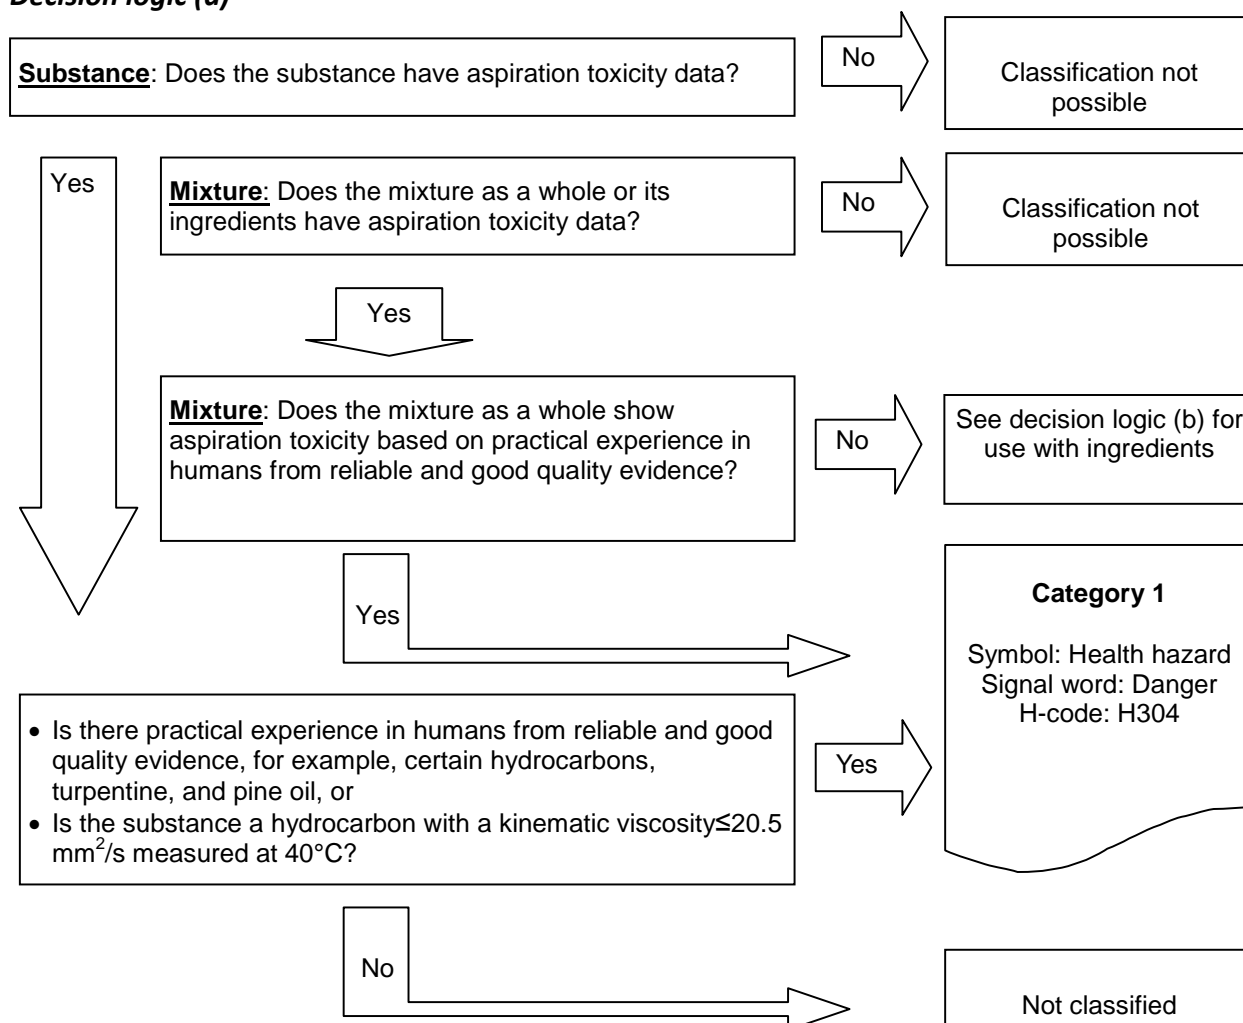 Decision logic (a)
Substance: Does the substance have aspiration toxicity data?
No
Classification not
possible
Yes
Mixture: Does the mixture as a whole or its
ingredients have aspiration toxicity data?
No
Classification not
possible
Yes
Mixture: Does the mixture as a whole show
aspiration toxicity based on practical experience in
humans from reliable and good quality evidence?
No
See decision logic (b) for
use with ingredients
Yes
Category 1
Symbol: Health hazard
Signal word: Danger
H-code: H304
• Is there practical experience in humans from reliable and good
quality evidence, for example, certain hydrocarbons,
turpentine, and pine oil, or
• Is the substance a hydrocarbon with a kinematic viscosity≤20.5
mm²/s measured at 40°C?
Yes
No
Not classified